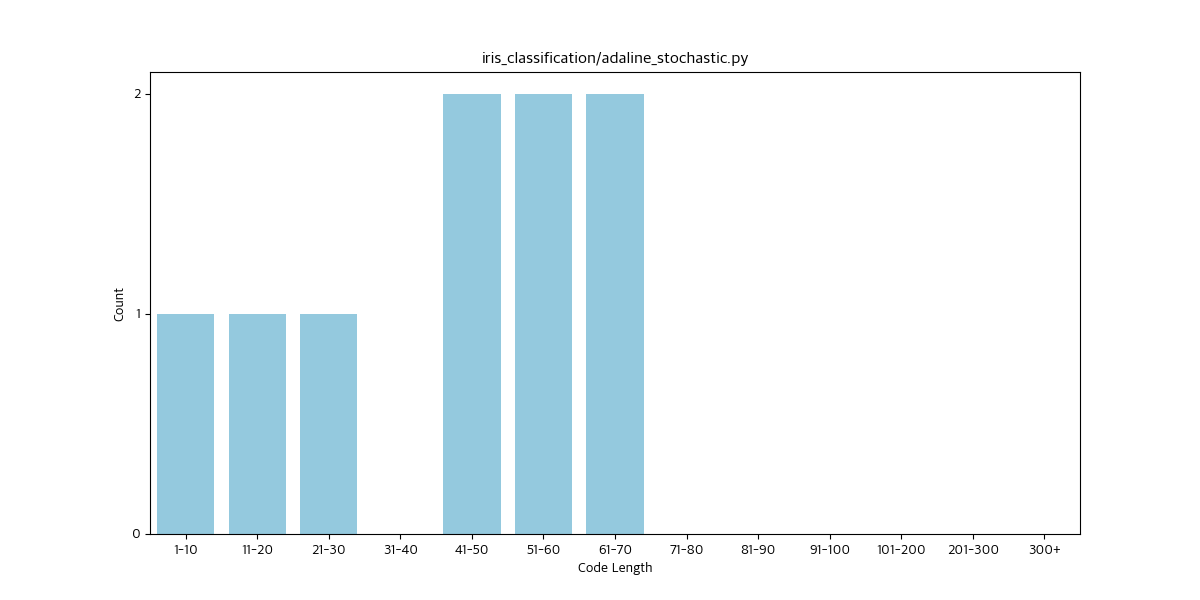 iris_classification/adaline_stochastic.py
2
1
0
Count
1-10 11-20 21-30 31-40 41-50 51-60 61-70 71-80 81-90 91-100 101-200 201-300 300+
Code Length